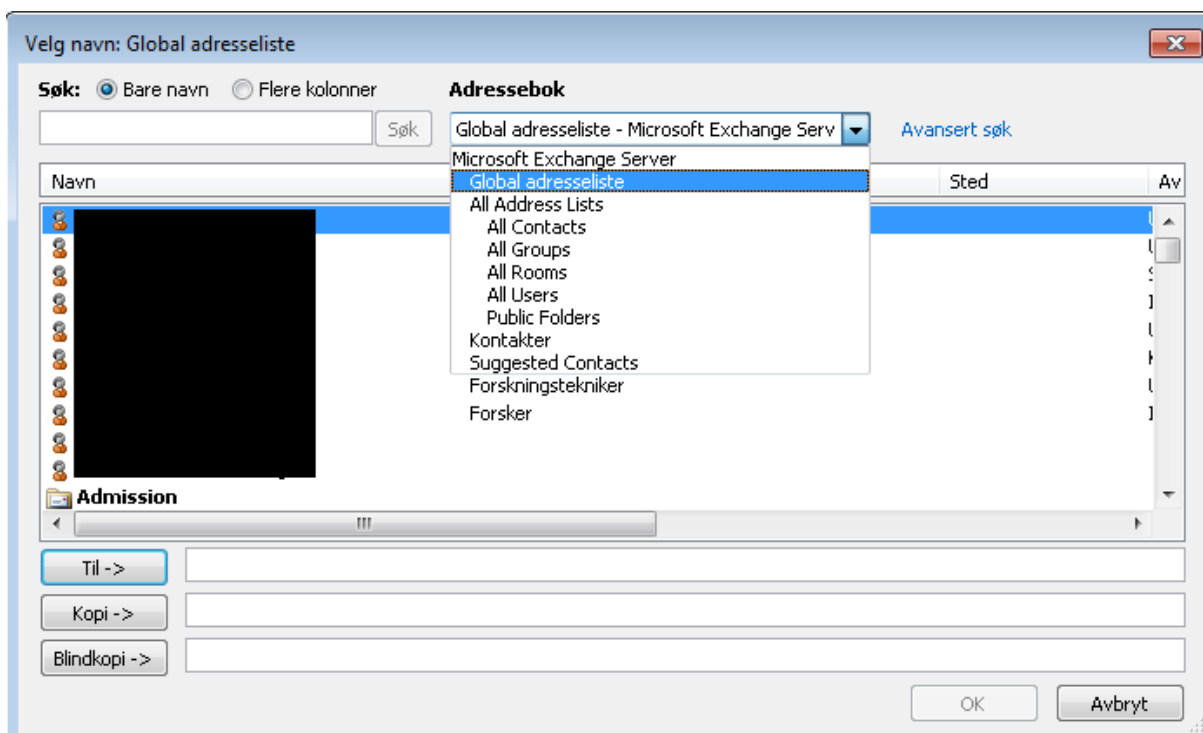 Velg navn: Global adresseliste
Søk: Bare navn Flere kolonner Adressebok
Søk Global adresseliste - Microsoft Exchange Serv Avansert søk
Microsoft Exchange Server
Navn Global adresseliste Sted Av
All Address Lists
All Contacts
All Groups
All Rooms
All Users
Public Folders
Kontakter
Suggested Contacts
Forskningstekniker
Forsker
Admission
Til ->
Kopi ->
Blindkopi ->
OK Avbryt